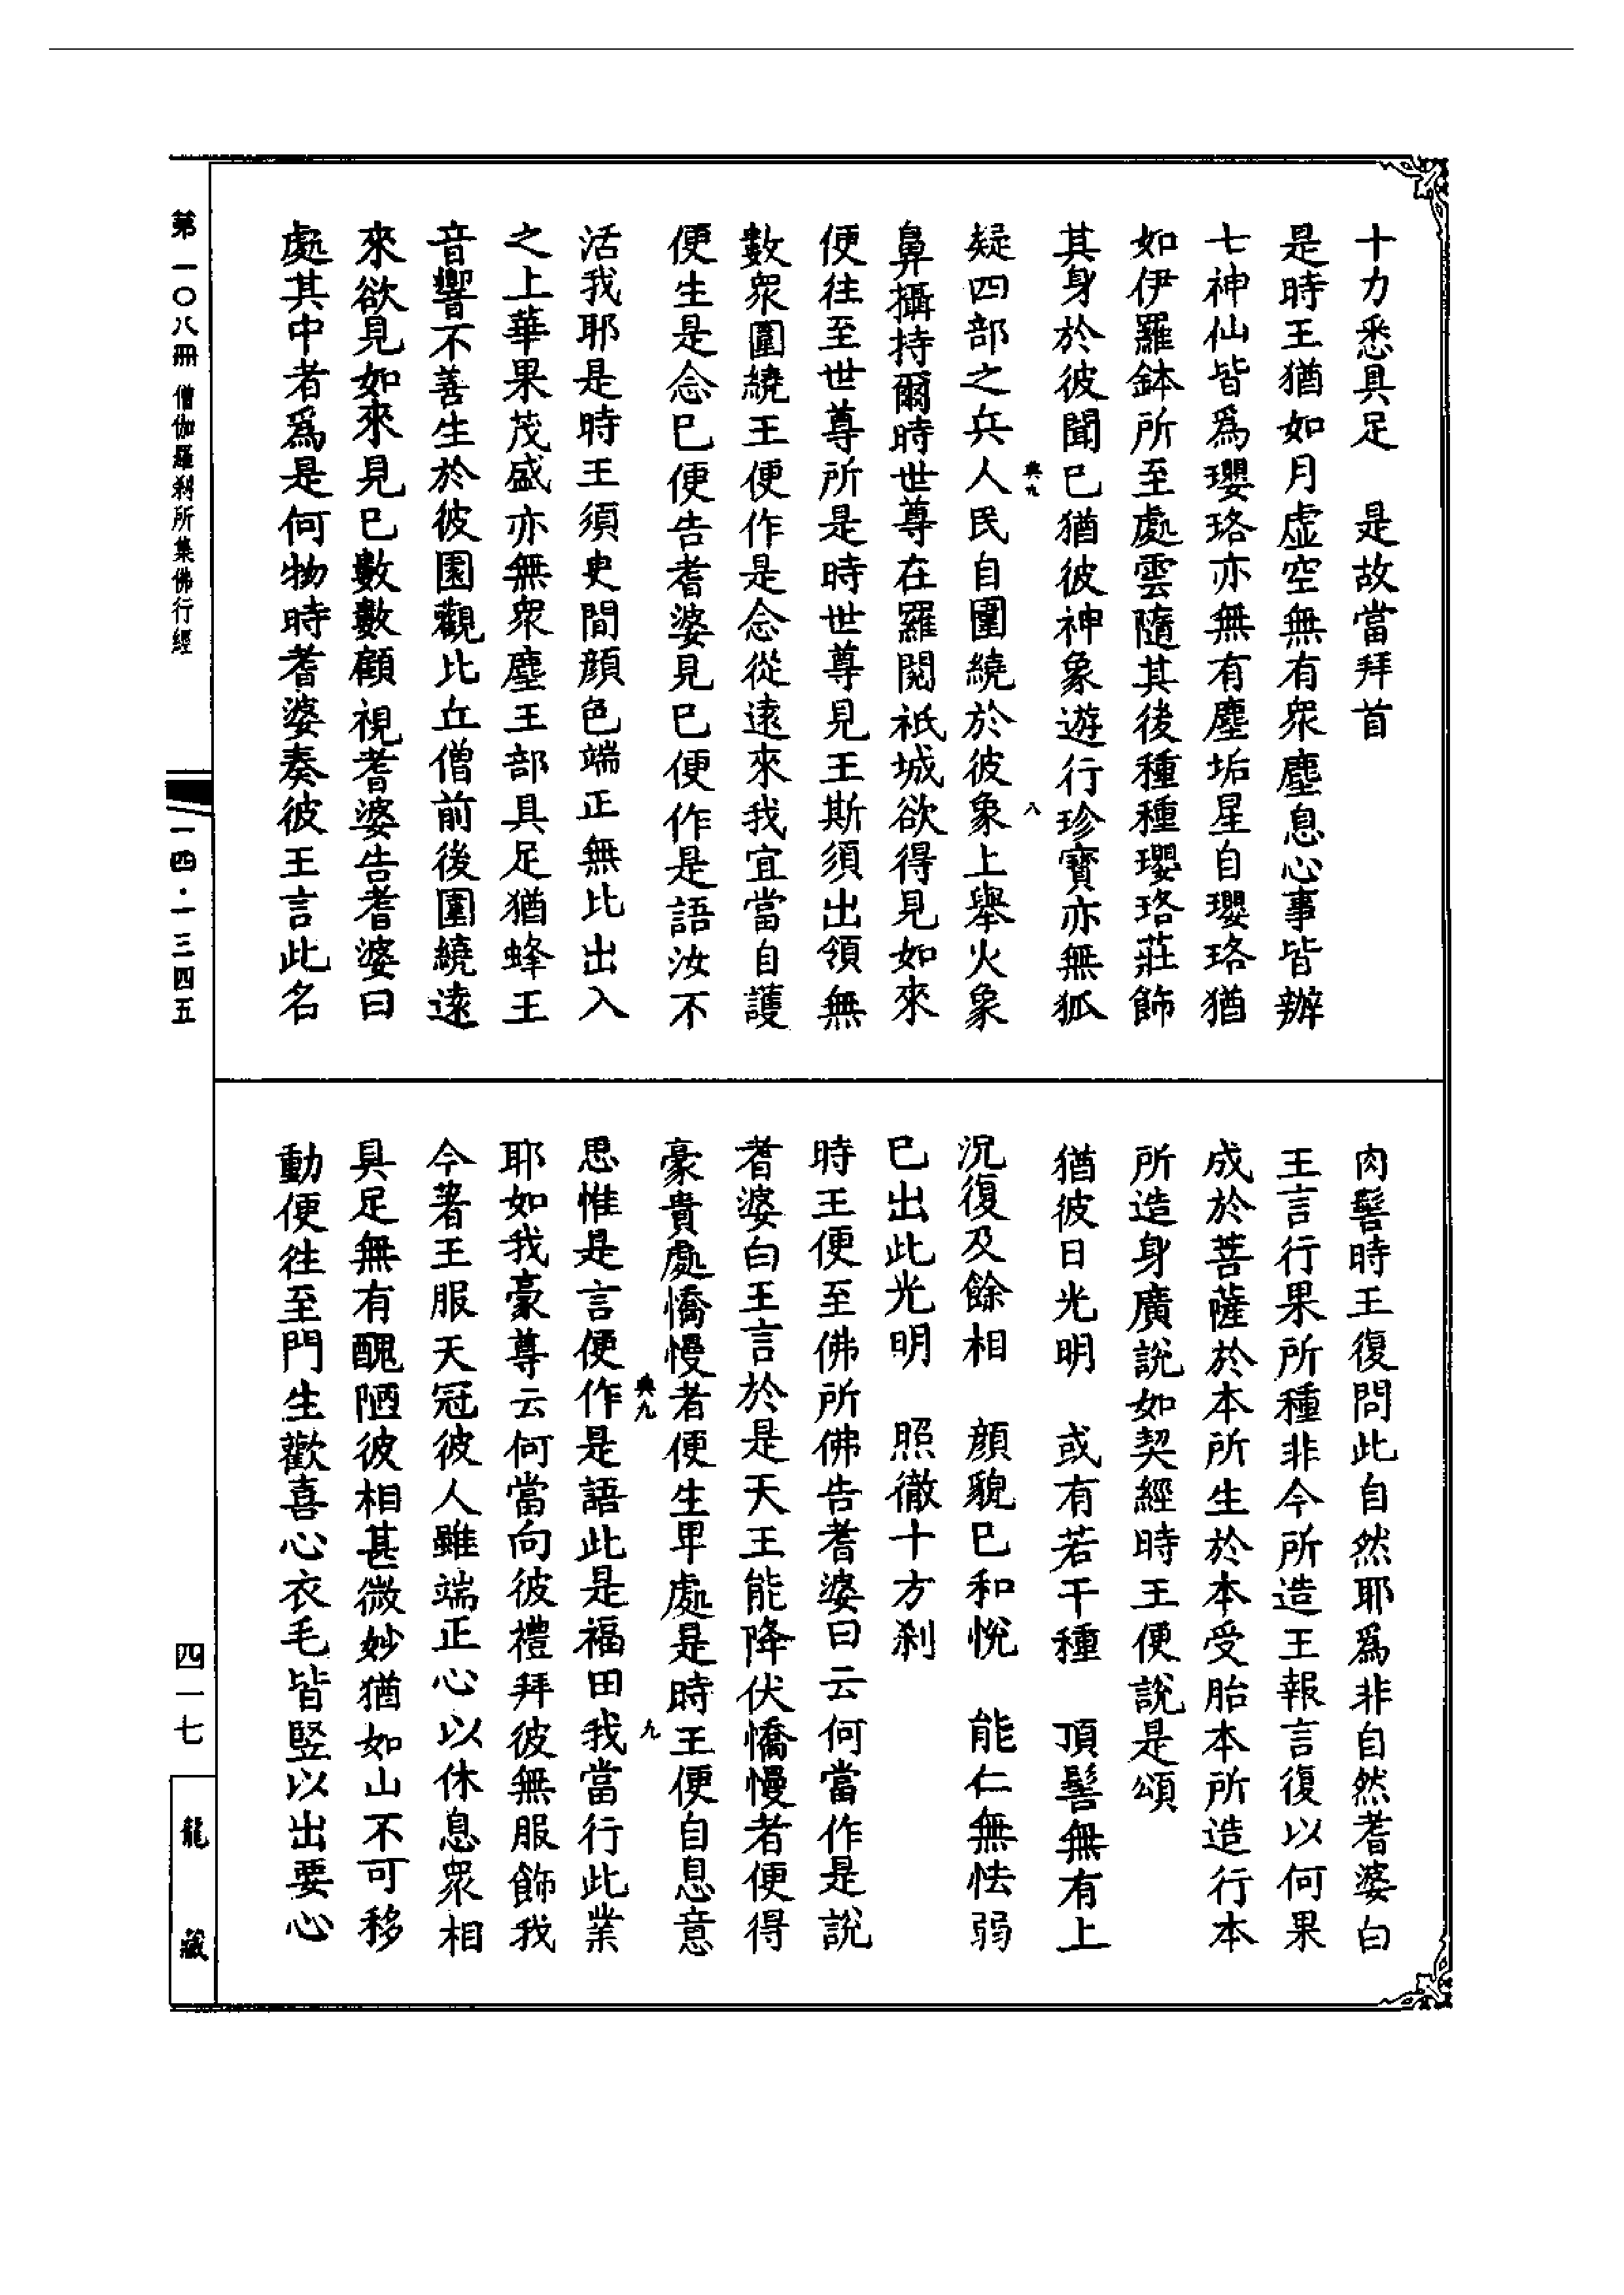 十力悉具足　是故當拜首
是時王猶如月虛空無有眾塵息心事皆辦
七神仙皆爲瓔珞亦無有塵垢星自瓔珞猶
如伊羅鉢所至處雲隨其後種種瓔珞莊飾
其身於彼聞已猶彼神象遊行珍寶亦無狐
典九　八
疑四部之兵人民自圍繞於彼象上舉火象
鼻攝持爾時世尊在羅閱祇城欲得見如來
便往至世尊所是時世尊見王斯須出領無
數眾圍繞王便作是念從遠來我宜當自護
便生是念已便告耆婆見已便作是語汝不
活我耶是時王須臾間顏色端正無比出入
之上華果茂盛亦無眾塵王部具足猶蜂王
音響不善生於彼園觀比丘僧前後圍繞遠
來欲見如來見已數數顧視耆婆告耆婆曰
處其中者爲是何物時耆婆奏彼王言此名
肉髻時王復問此自然耶爲非自然耆婆白
王言行果所種非今所造王報言復以何果
成於菩薩於本所生於本受胎本所造行本
所造身廣說如契經時王便說是頌
猶彼日光明　或有若干種　頂髻無有上
況復及餘相　顏貌已和悅　能仁無怯弱
已出此光明　照徹十方剎
時王便至佛所佛告耆婆曰云何當作是說
耆婆白王言於是天王能降伏憍慢者便得
豪貴處憍慢者便生卑處是時王便自息意
典九　九
思惟是言便作是語此是福田我當行此業
耶如我豪尊云何當向彼禮拜彼無服飾我
今著王服天冠彼人雖端正心以休息眾相
具足無有醜陋彼相甚微妙猶如山不可移
動便往至門生歡喜心衣毛皆竪以出要心
第一〇八冊　僧伽羅剎所集佛行經
一四·一三四五
四一七
龍藏